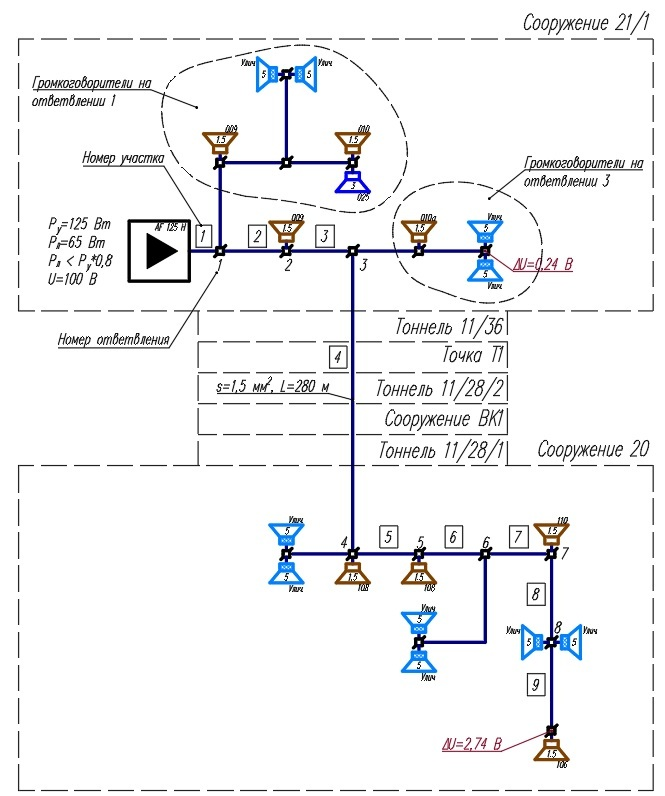 Сооружение 21/1
Улич
Улич
5
5
Громкоговорители на
ответвлении 1
009
1.5
010
1.5
3
025
Номер участка
Громкоговорители на
ответвлении 3
Pу=125 Вт
Pл=65 Вт
Pл < Pу*0,8
U=100 В
AF 125 H
1
2
009
1.5
3
010а
1.5
Улич
5
5
Улич
ΔU=0,24 В
1
2
3
Номер ответвления
Тоннель 11/36
4
Точка Т1
s=1,5 мм², L=280 м
Тоннель 11/28/2
Сооружение ВК1
Тоннель 11/28/1
Сооружение 20
Улич
5
5
Улич
4
1.5
108
5
5
1.5
108
6
6
7
110
1.5
7
8
Улич
5
5
Улич
Улич
5
8
5
Улич
9
ΔU=2,74 В
1.5
106